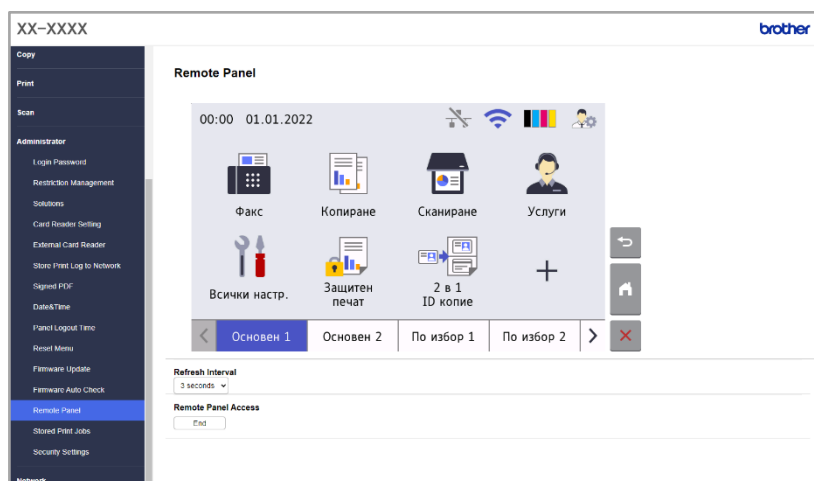 XX-XXXX
brother
Copy
Print
Scan
Administrator
Login Password
Restriction Management
Solutions
Card Reader Setting
External Card Reader
Store Print Log to Network
Signed PDF
Date&Time
Panel Logout Time
Reset Menu
Firmware Update
Firmware Auto Check
Remote Panel
Stored Print Jobs
Security Settings
Network
Remote Panel
00:00 01.01.2022
Факс
Копиране
Сканиране
Услуги
Всички настр.
Защитен
печат
2 в 1
ID копие
Основен 1
Основен 2
По избор 1
По избор 2
Refresh Interval
3 seconds
Remote Panel Access
End